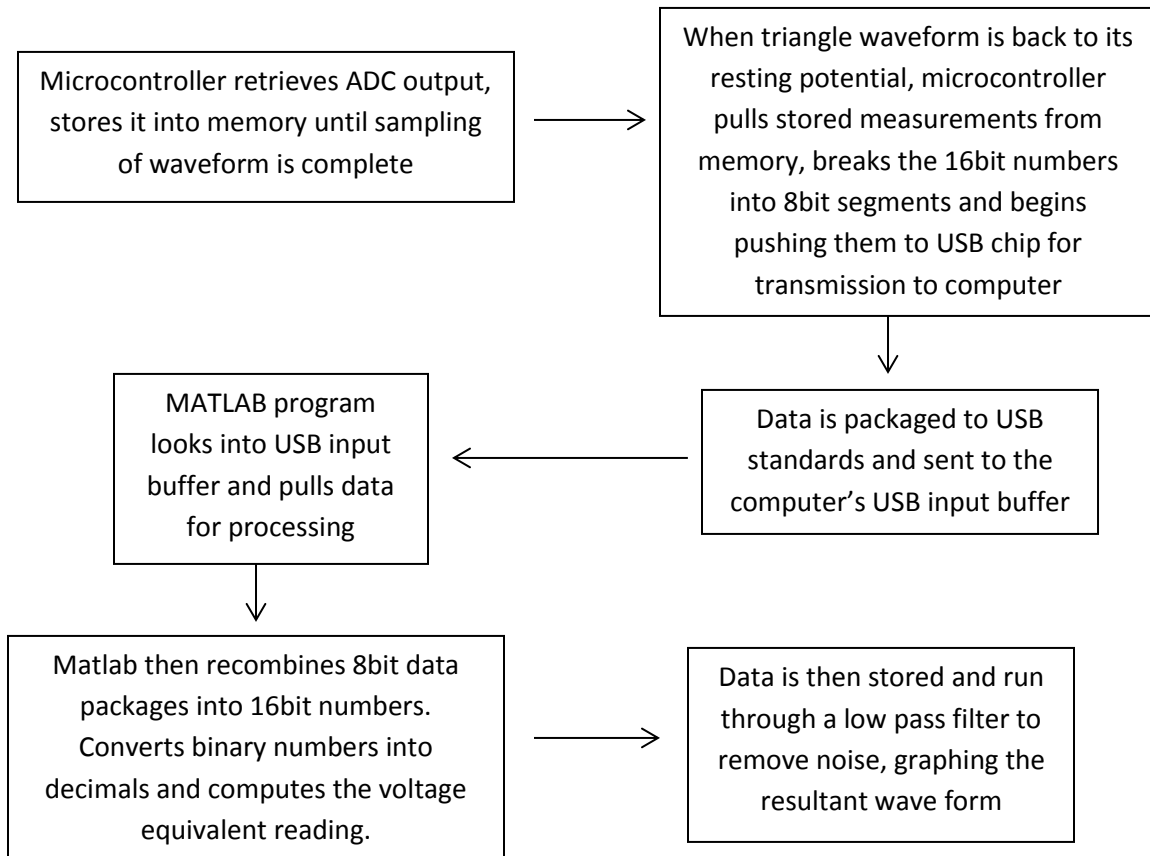 Microcontroller retrieves ADC output,
stores it into memory until sampling
of waveform is complete
When triangle waveform is back to its
resting potential, microcontroller
pulls stored measurements from
memory, breaks the 16bit numbers
into 8bit segments and begins
pushing them to USB chip for
transmission to computer
Data is packaged to USB
standards and sent to the
computer’s USB input buffer
MATLAB program
looks into USB input
buffer and pulls data
for processing
Matlab then recombines 8bit data
packages into 16bit numbers.
Converts binary numbers into
decimals and computes the voltage
equivalent reading.
Data is then stored and run
through a low pass filter to
remove noise, graphing the
resultant wave form